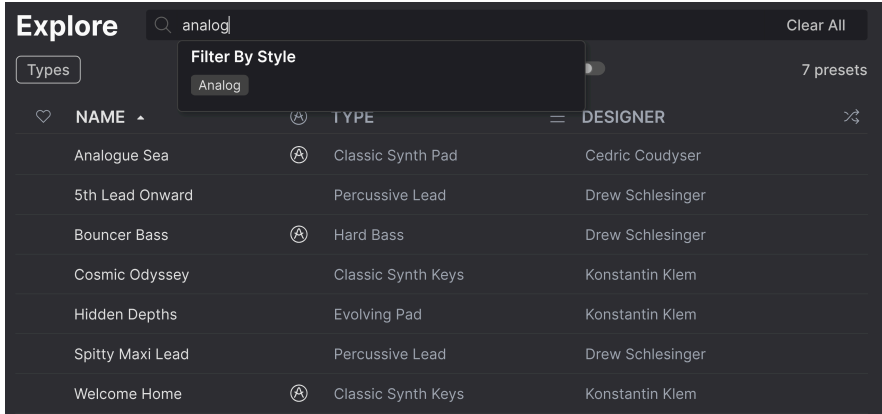 Explore
analog
Clear All
Filter By Style
Analog
Types
7 presets
NAME TYPE DESIGNER
Analogue Sea Classic Synth Pad Cedric Coudyser
5th Lead Onward Percussive Lead Drew Schlesinger
Bouncer Bass Hard Bass Drew Schlesinger
Cosmic Odyssey Classic Synth Keys Konstantin Klem
Hidden Depths Evolving Pad Konstantin Klem
Spitty Maxi Lead Percussive Lead Drew Schlesinger
Welcome Home Classic Synth Keys Konstantin Klem